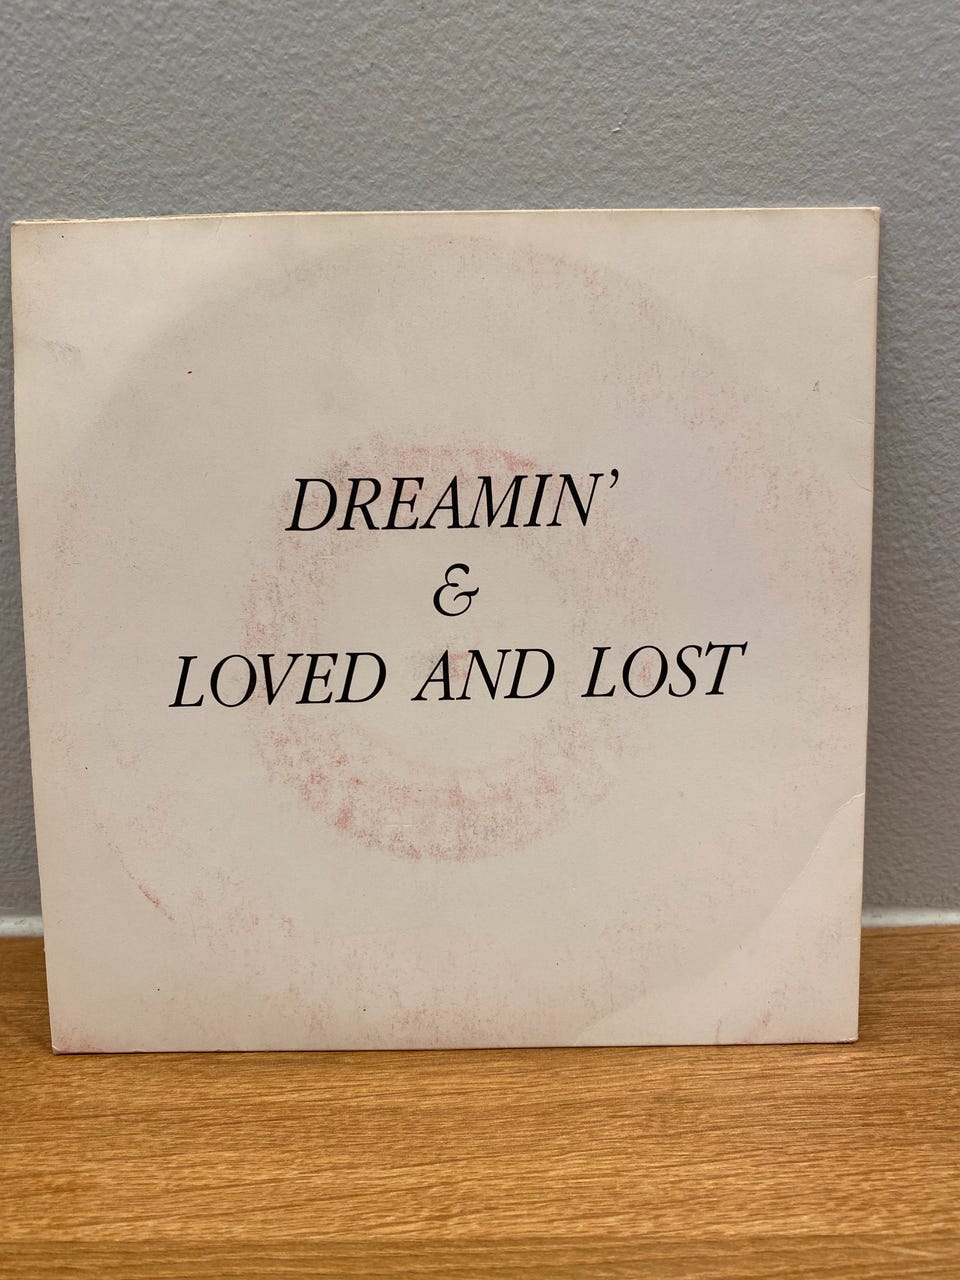 DREAMIN’
&
LOVED AND LOST